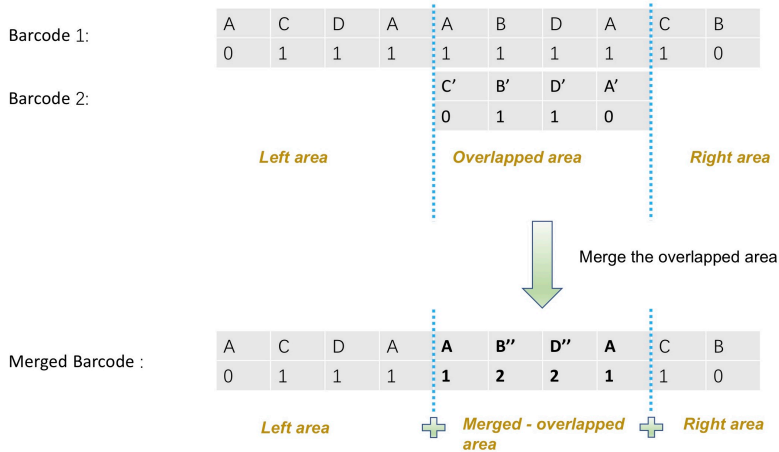 Barcode 1:
A C D A A B D A C B
0 1 1 1 1 1 1 1 1 0
Barcode 2:
C’ B’ D’ A’
0 1 1 0
Left area Overlapped area Right area
Merge the overlapped area
Merged Barcode :
A C D A A B’’ D’’ A C B
0 1 1 1 1 2 2 1 1 0
Left area Merged - overlapped Right area
area